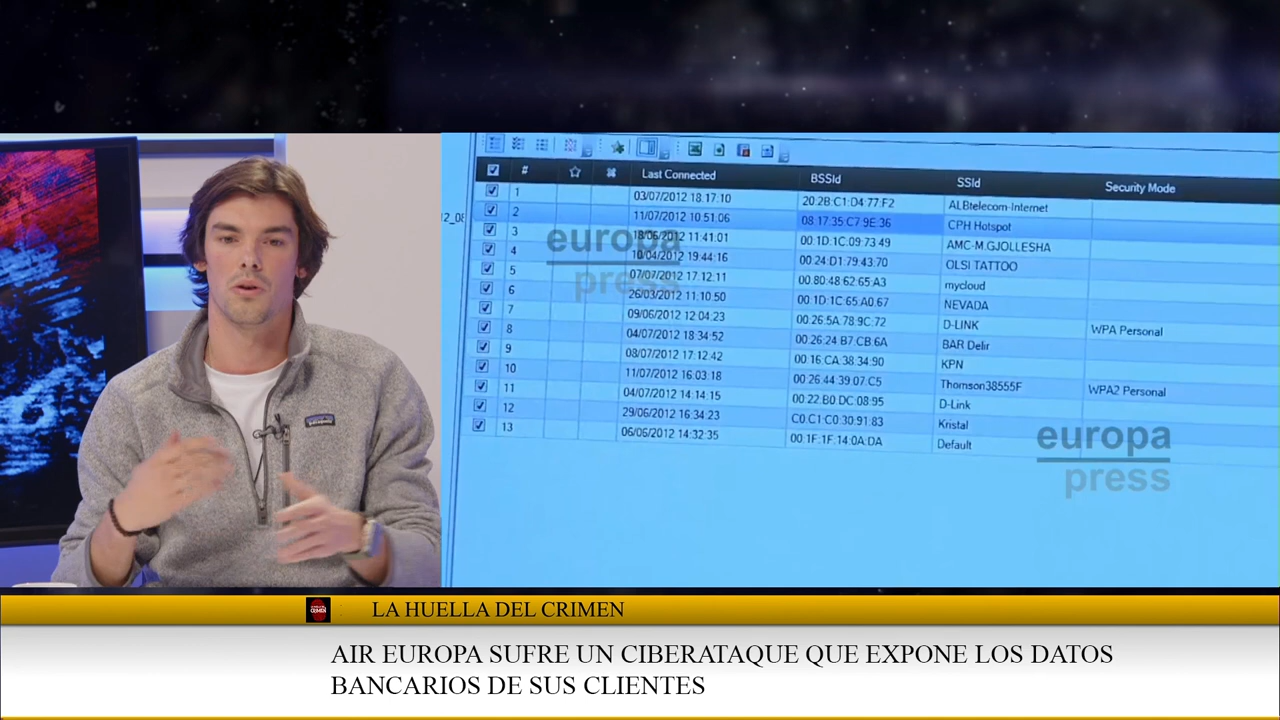 # Last Connected BSSId SSId Security Mode
1 03/07/2012 18:17:10 20:2B:C1:D4:77:F2 ALBtelecom-Internet
2 11/07/2012 10:51:06 08:17:35:C7:9E:36 CPH Hotspot
3 18/06/2012 11:41:01 00:1D:1C:09:73:49 AMC-M.GJOLLESHA
4 10/04/2012 19:44:16 00:24:D1:79:43:70 OLSI TATTOO
5 07/07/2012 17:12:11 00:80:48:62:65:A3 mycloud
6 26/03/2012 11:10:50 00:1D:1C:65:A0:67 NEVADA
7 09/06/2012 12:04:23 00:26:5A:78:9C:72 D-LINK WPA Personal
8 04/07/2012 18:34:52 00:26:24:B7:CB:6A BAR Delir
9 08/07/2012 17:12:42 00:16:CA:38:34:90 KPN
10 11/07/2012 16:03:18 00:26:44:39:07:C5 Thomson38555F WPA2 Personal
11 04/07/2012 14:14:15 00:22:B0:DC:08:95 D-Link
12 29/06/2012 16:34:23 C0:C1:C0:30:91:83 Kristal
13 06/06/2012 14:32:35 00:1F:1F:14:0A:DA Default
europa
press
europa
press
patagonia
LA HUELLA DEL CRIMEN
AIR EUROPA SUFRE UN CIBERATAQUE QUE EXPONE LOS DATOS
BANCARIOS DE SUS CLIENTES